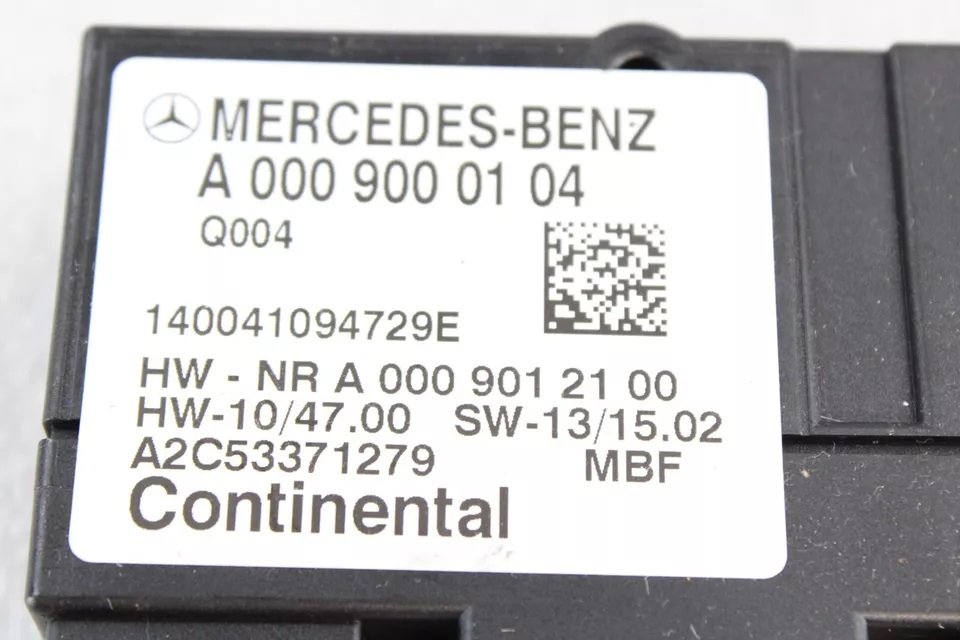 MERCEDES-BENZ
A 000 900 01 04
Q004
140041094729E
HW - NR A 000 901 21 00
HW-10/47.00 SW-13/15.02
A2C53371279 MBF
Continental